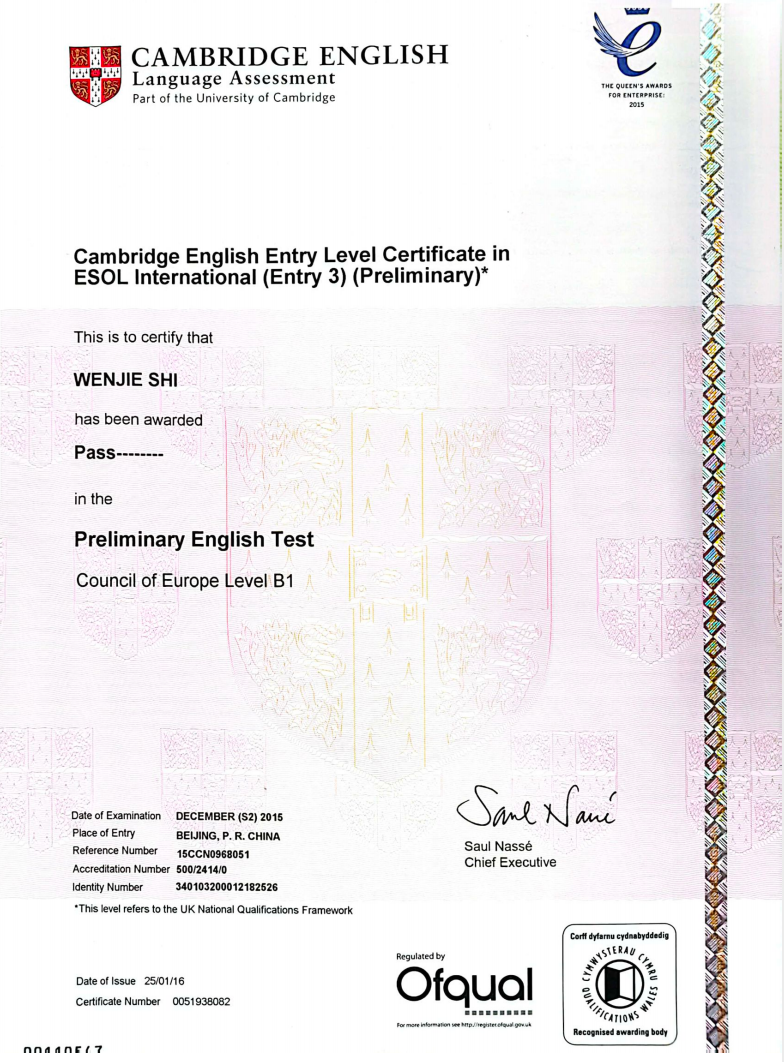 CAMBRIDGE ENGLISH
Language Assessment
Part of the University of Cambridge
THE QUEEN'S AWARDS
FOR ENTERPRISE:
2015
Cambridge English Entry Level Certificate in
ESOL International (Entry 3) (Preliminary)*
This is to certify that
WENJIE SHI
has been awarded
Pass--------
in the
Preliminary English Test
Council of Europe Level B1
Date of Examination DECEMBER (S2) 2015
Place of Entry BEIJING, P. R. CHINA
Reference Number 15CCN0968051
Accreditation Number 500/2414/0
Identity Number 340103200012182526
*This level refers to the UK National Qualifications Framework
Saul Nassé
Saul Nassé
Chief Executive
Date of Issue 25/01/16
Certificate Number 0051938082
Regulated by
Ofqual
For more information see http://register.ofqual.gov.uk
Corff dyfarnu cydnabyddedig
CYMWYSTERAU CYMRU
QUALIFICATIONS WALES
Recognised awarding body